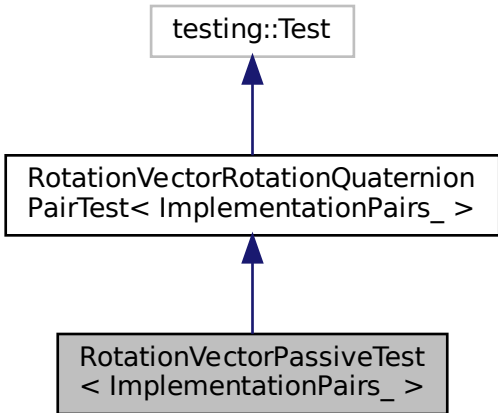 testing::Test
RotationVectorRotationQuaternion
PairTest< ImplementationPairs_ >
RotationVectorPassiveTest
< ImplementationPairs_ >